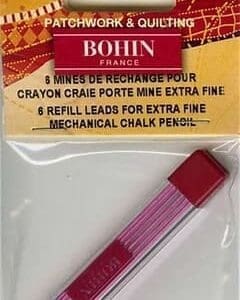 PATCHWORK & QUILTING
BOHIN
FRANCE
6 MINES DE RECHANGE POUR
CRAYON CRAIE PORTE MINE EXTRA FINE
6 REFILL LEADS FOR EXTRA FINE
MECHANICAL CHALK PENCIL
BOHIN